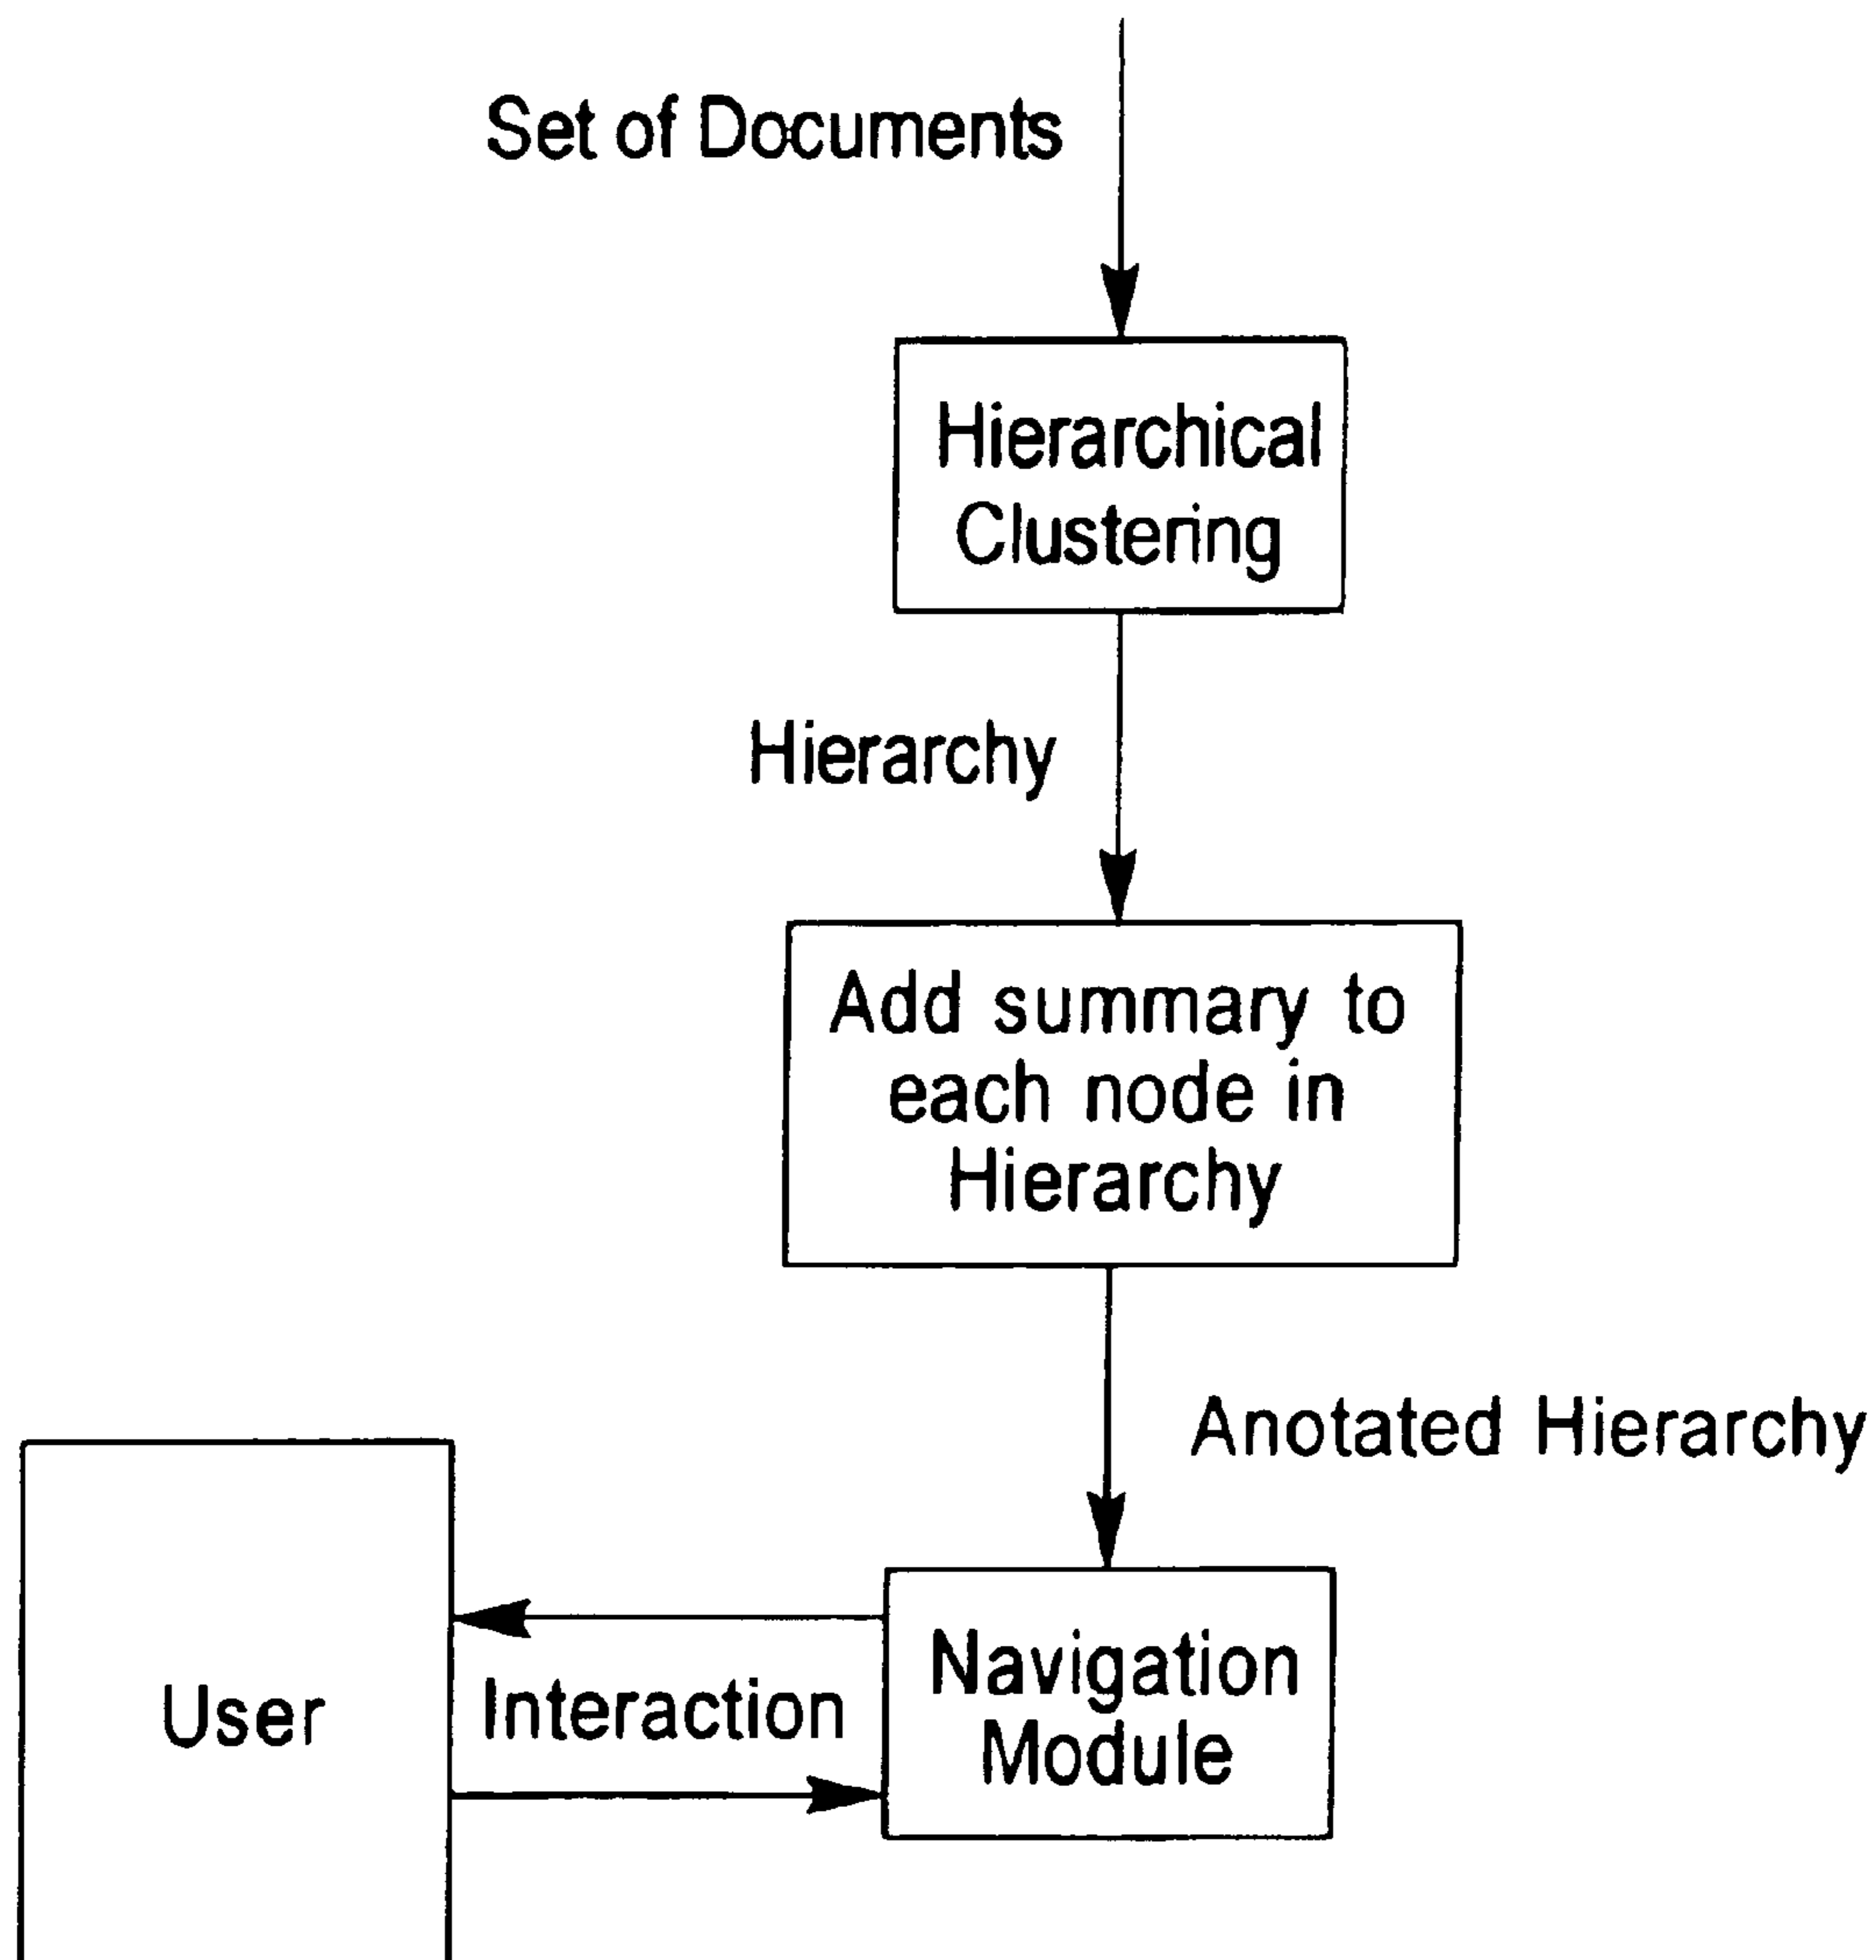 Set of Documents
Hierarchical
Clustering
Hierarchy
Add summary to
each node in
Hierarchy
Anotated Hierarchy
User
Interaction
Navigation
Module